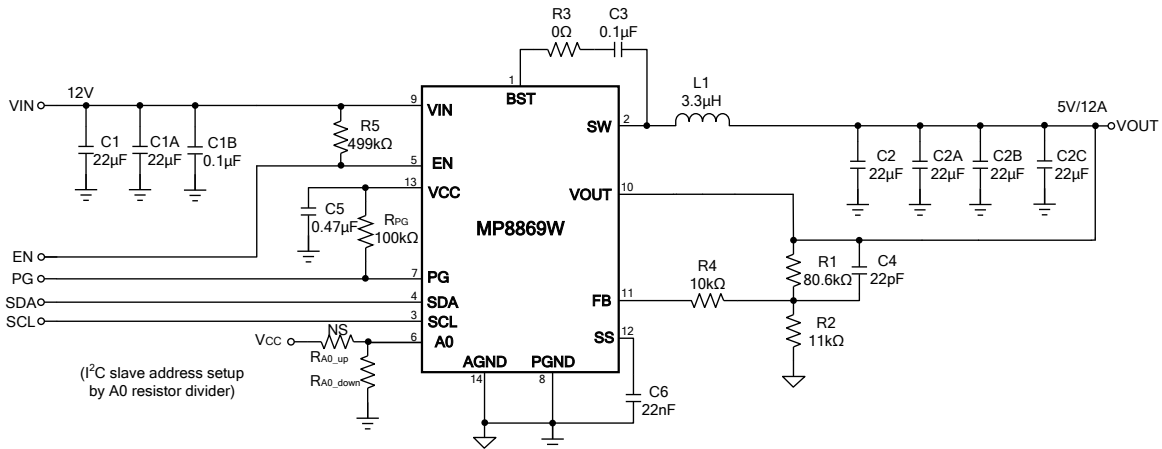 R3
0Ω
C3
0.1µF
1
BST
L1
3.3µH
VIN
12V
9
VIN
SW
2
5V/12A
VOUT
C1
22µF
C1A
22µF
C1B
0.1µF
R5
499kΩ
5
EN
C2
22µF
C2A
22µF
C2B
22µF
C2C
22µF
13
VCC
VOUT
10
C5
0.47µF
RPG
100kΩ
MP8869W
EN
PG
7
PG
R4
10kΩ
R1
80.6kΩ
C4
22pF
SDA
4
SDA
FB
11
SCL
3
SCL
R2
11kΩ
VCC
NS
6
A0
SS
12
RA0_up
RA0_down
AGND
PGND
14
8
(I²C slave address setup
by A0 resistor divider)
C6
22nF